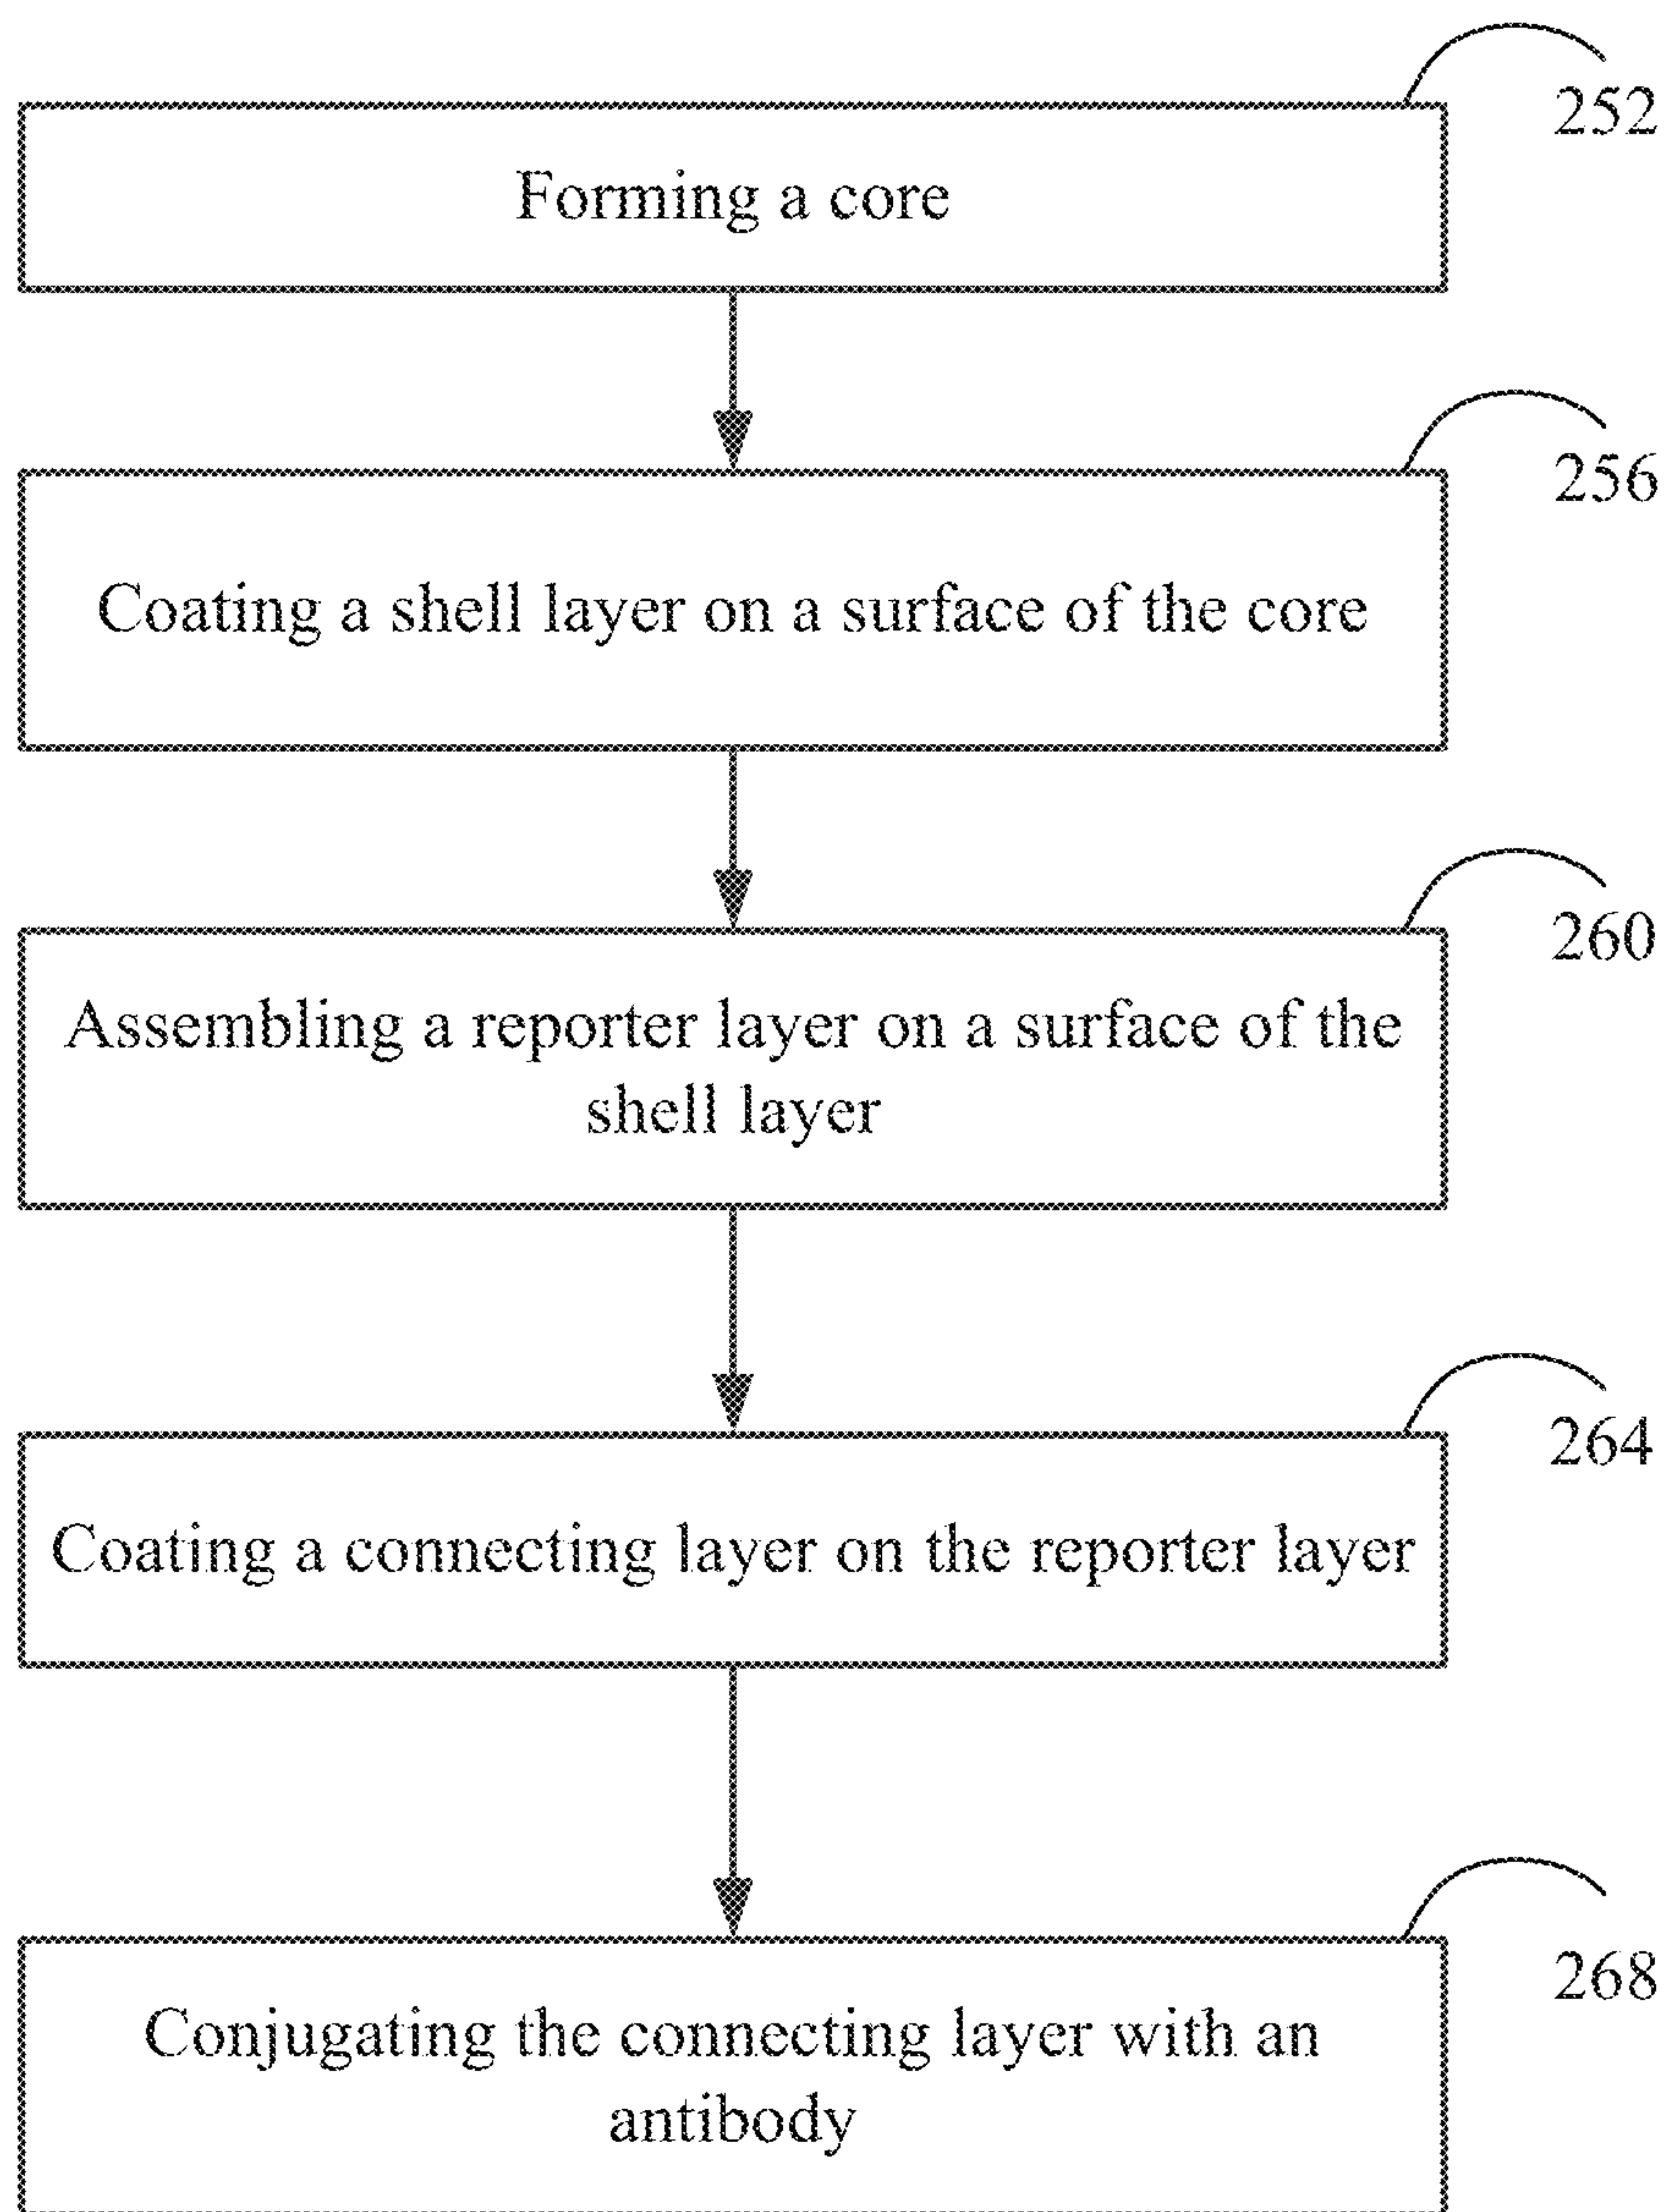 252
Forming a core
256
Coating a shell layer on a surface of the core
260
Assembling a reporter layer on a surface of the
shell layer
264
Coating a connecting layer on the reporter layer
268
Conjugating the connecting layer with an
antibody